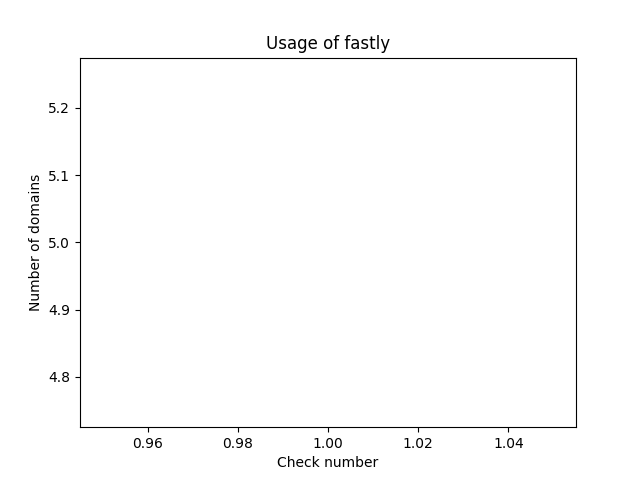 Usage of fastly
Number of domains
5.2
5.1
5.0
4.9
4.8
0.96 0.98 1.00 1.02 1.04
Check number